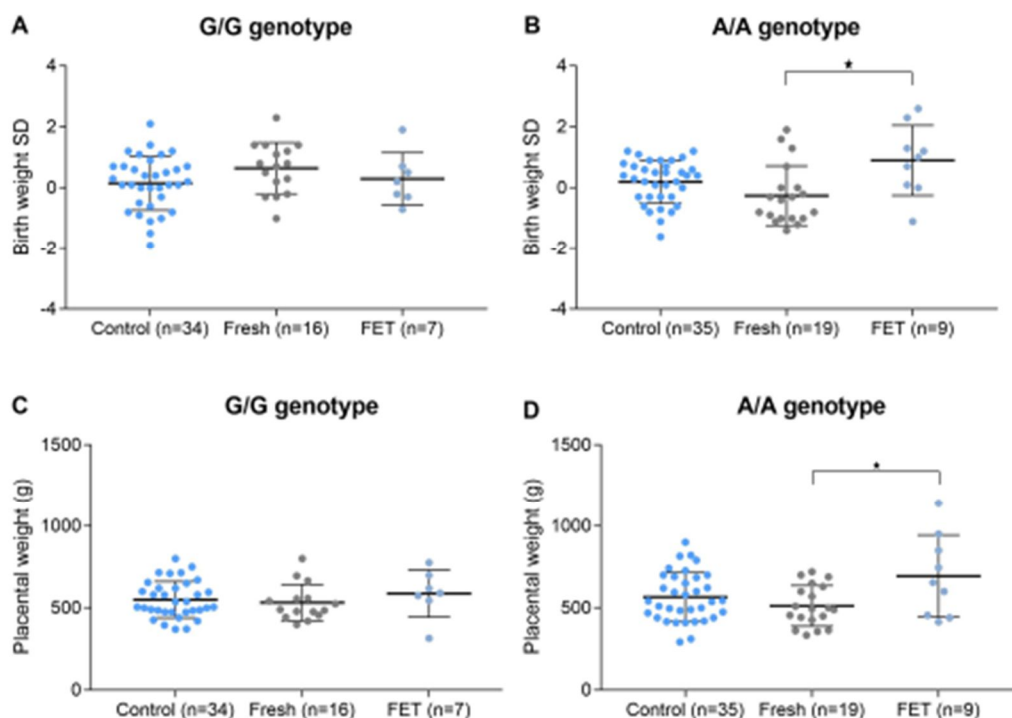 A
G/G genotype
Birth weight SD
4
2
0
-2
-4
Control (n=34) Fresh (n=16) FET (n=7)
B
A/A genotype
*
Birth weight SD
4
2
0
-2
-4
Control (n=35) Fresh (n=19) FET (n=9)
C
G/G genotype
Placental weight (g)
1500
1000
500
0
Control (n=34) Fresh (n=16) FET (n=7)
D
A/A genotype
*
Placental weight (g)
1500
1000
500
0
Control (n=35) Fresh (n=19) FET (n=9)